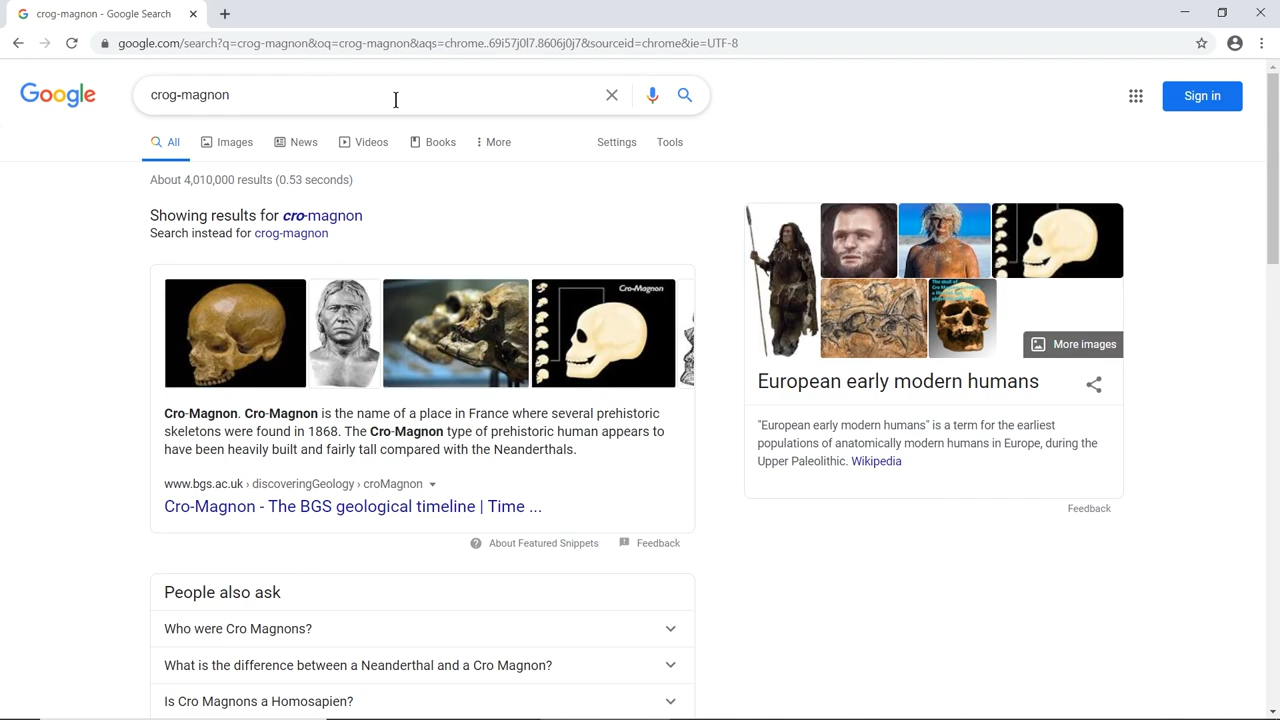 crog-magnon - Google Search
google.com/search?q=crog-magnon&oq=crog-magnon&aqs=chrome..69i57j0l7.8606j0j7&sourceid=chrome&ie=UTF-8
Google
crog-magnon
Sign in
All Images News Videos Books More Settings Tools
About 4,010,000 results (0.53 seconds)
Showing results for cro-magnon
Search instead for crog-magnon
Cro-Magnon
Cro-Magnon. Cro-Magnon is the name of a place in France where several prehistoric
skeletons were found in 1868. The Cro-Magnon type of prehistoric human appears to
have been heavily built and fairly tall compared with the Neanderthals.
www.bgs.ac.uk › discoveringGeology › croMagnon
Cro-Magnon - The BGS geological timeline | Time ...
About Featured Snippets Feedback
People also ask
Who were Cro Magnons?
What is the difference between a Neanderthal and a Cro Magnon?
Is Cro Magnons a Homosapien?
More images
European early modern humans
"European early modern humans" is a term for the earliest
populations of anatomically modern humans in Europe, during the
Upper Paleolithic. Wikipedia
Feedback